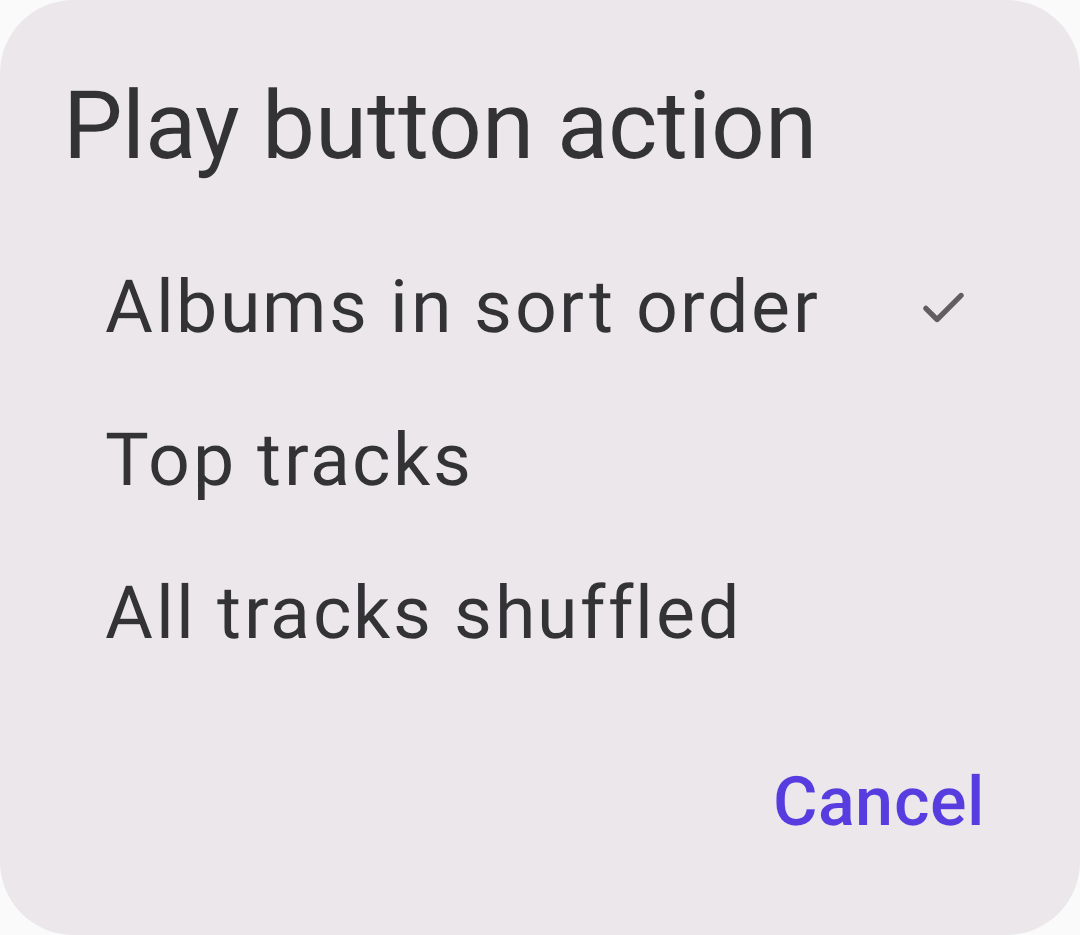 Play button action
Albums in sort order
Top tracks
All tracks shuffled
Cancel